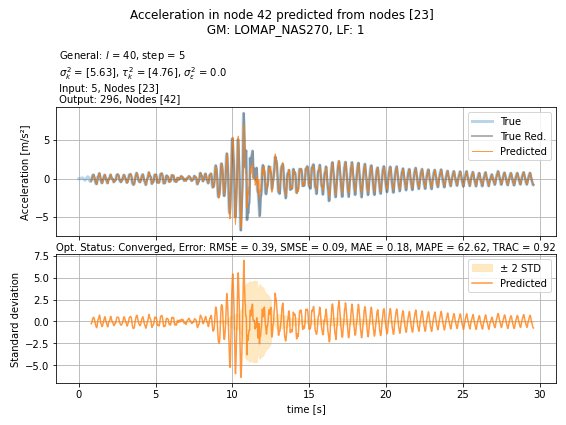 Acceleration in node 42 predicted from nodes [23]
GM: LOMAP_NAS270, LF: 1
General: l = 40, step = 5
σ²ₖ = [5.63], τ²ₖ = [4.76], σ²ε = 0.0
Input: 5, Nodes [23]
Output: 296, Nodes [42]
Acceleration [m/s²]
5
0
−5
True
True Red.
Predicted
Opt. Status: Converged, Error: RMSE = 0.39, SMSE = 0.09, MAE = 0.18, MAPE = 62.62, TRAC = 0.92
Standard deviation
7.5
5.0
2.5
0.0
−2.5
−5.0
± 2 STD
Predicted
0 5 10 15 20 25 30
time [s]